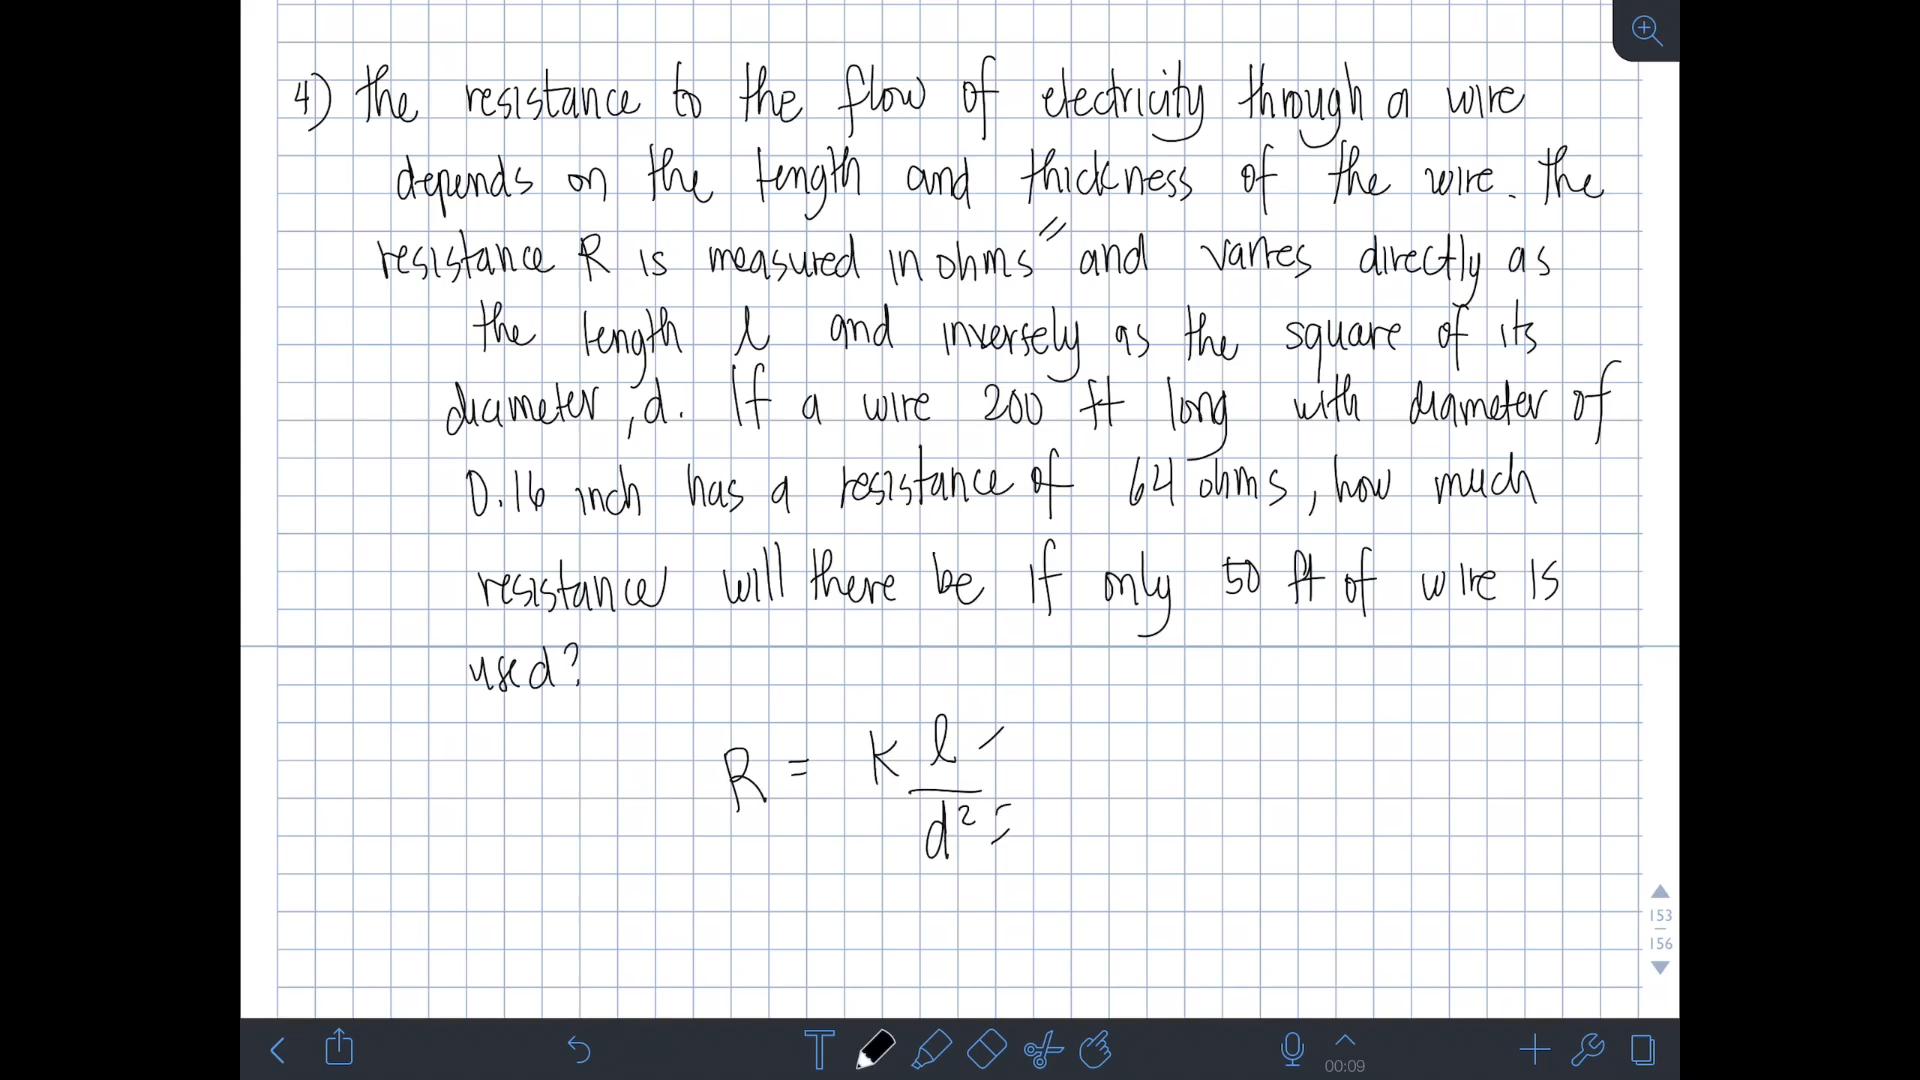 4) the resistance to the flow of electricity through a wire
depends on the length and thickness of the wire. the
resistance R is measured in ohms" and varies directly as
the length l and inversely as the square of its
diameter, d. If a wire 200 ft long with diameter of
0.16 inch has a resistance of 64 ohms, how much
resistance will there be if only 50 ft of wire is
used?
R = k l
d²
153
156
T
00:09